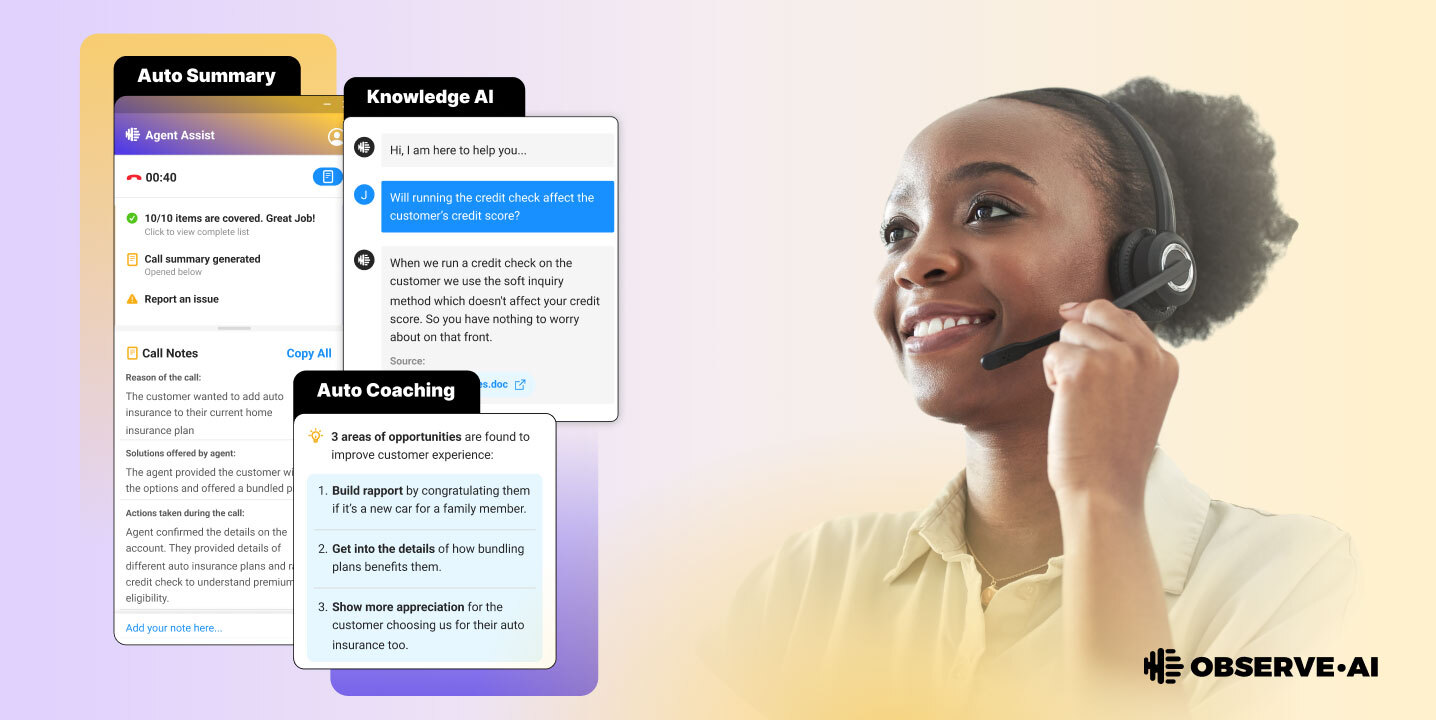 Auto Summary
Agent Assist
00:40
10/10 items are covered. Great Job!
Click to view complete list
Call summary generated
Opened below
Report an issue
Call Notes
Copy All
Reason of the call:
The customer wanted to add auto
insurance to their current home
insurance plan
Solutions offered by agent:
The agent provided the customer
the options and offered a bundled
Actions taken during the call:
Agent confirmed the details on the
account. They provided details of
different auto insurance plans and
credit check to understand premium
eligibility.
Add your note here...
Knowledge AI
Hi, I am here to help you...
J
Will running the credit check affect the
customer's credit score?
When we run a credit check on the
customer we use the soft inquiry
method which doesn't affect your credit
score. So you have nothing to worry
about on that front.
Source:
es.doc
Auto Coaching
3 areas of opportunities are found to
improve customer experience:
1. Build rapport by congratulating them
if it's a new car for a family member.
2. Get into the details of how bundling
plans benefits them.
3. Show more appreciation for the
customer choosing us for their auto
insurance too.
OBSERVE•AI